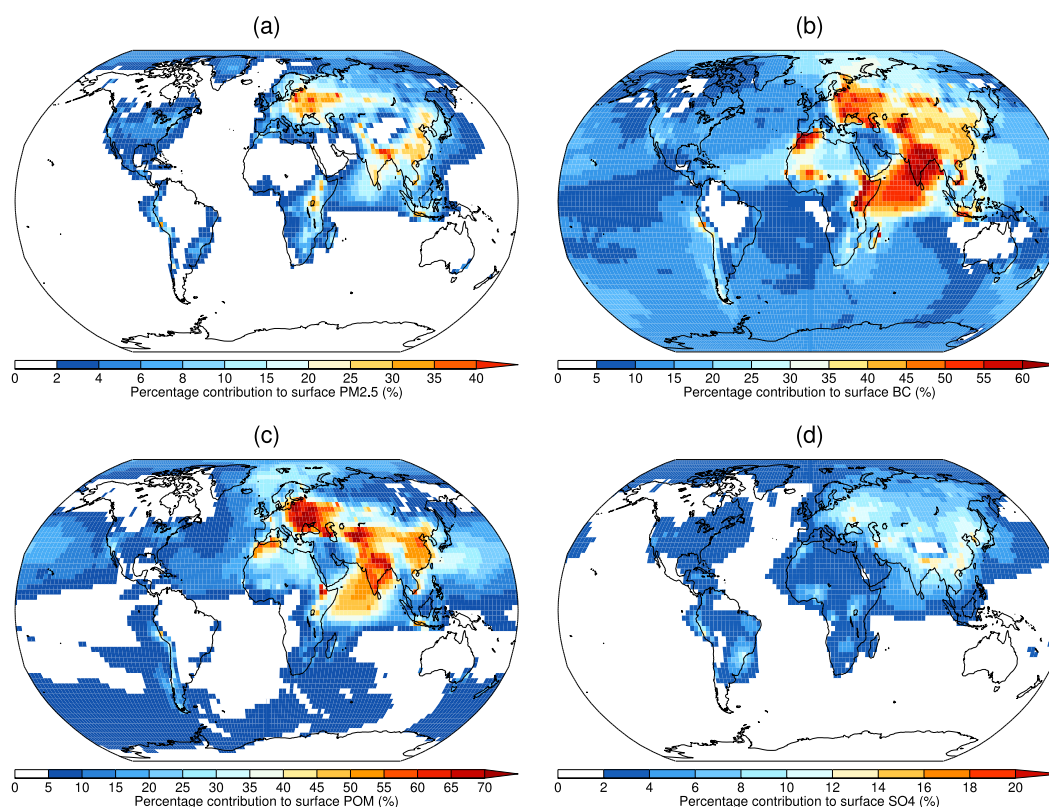 (a)
(b)
0 2 4 6 8 10 15 20 25 30 35 40
Percentage contribution to surface PM2.5 (%)
0 5 10 15 20 25 30 35 40 45 50 55 60
Percentage contribution to surface BC (%)
(c)
(d)
0 5 10 15 20 25 30 35 40 45 50 55 60 65 70
Percentage contribution to surface POM (%)
0 2 4 6 8 10 12 14 16 18 20
Percentage contribution to surface SO4 (%)